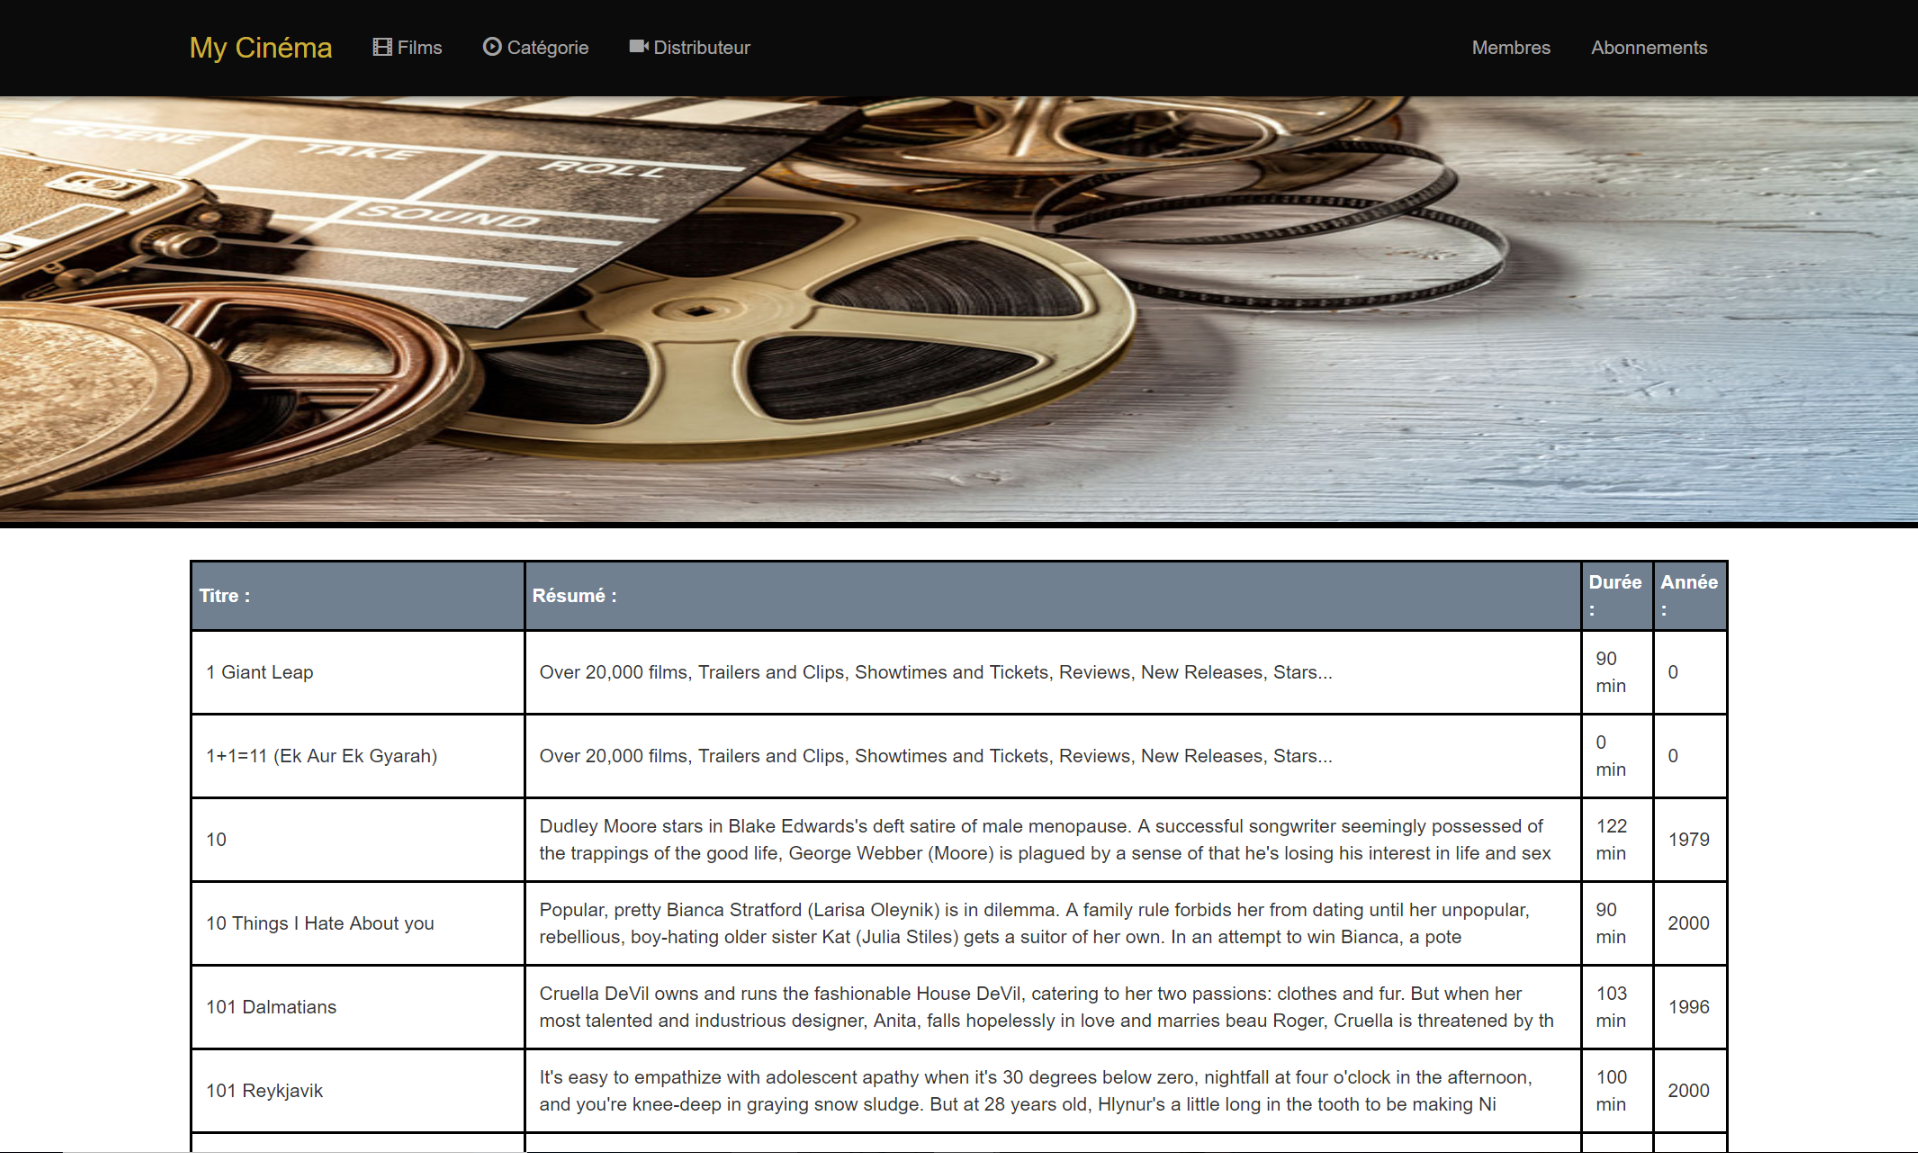 My Cinéma Films Catégorie Distributeur Membres Abonnements
SCENE TAKE ROLL
SOUND
Titre : Résumé : Durée : Année :
1 Giant Leap
Over 20,000 films, Trailers and Clips, Showtimes and Tickets, Reviews, New Releases, Stars...
90
min
0
1+1=11 (Ek Aur Ek Gyarah)
Over 20,000 films, Trailers and Clips, Showtimes and Tickets, Reviews, New Releases, Stars...
0
min
0
10
Dudley Moore stars in Blake Edwards's deft satire of male menopause. A successful songwriter seemingly possessed of
the trappings of the good life, George Webber (Moore) is plagued by a sense of that he's losing his interest in life and sex
122
min
1979
10 Things I Hate About you
Popular, pretty Bianca Stratford (Larisa Oleynik) is in dilemma. A family rule forbids her from dating until her unpopular,
rebellious, boy-hating older sister Kat (Julia Stiles) gets a suitor of her own. In an attempt to win Bianca, a pote
90
min
2000
101 Dalmatians
Cruella DeVil owns and runs the fashionable House DeVil, catering to her two passions: clothes and fur. But when her
most talented and industrious designer, Anita, falls hopelessly in love and marries beau Roger, Cruella is threatened by th
103
min
1996
101 Reykjavik
It's easy to empathize with adolescent apathy when it's 30 degrees below zero, nightfall at four o'clock in the afternoon,
and you're knee-deep in graying snow sludge. But at 28 years old, Hlynur's a little long in the tooth to be making Ni
100
min
2000